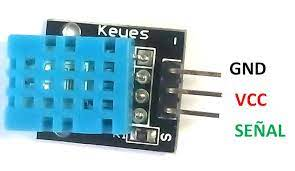 Keyes
-
GND
VCC
SEÑAL
S